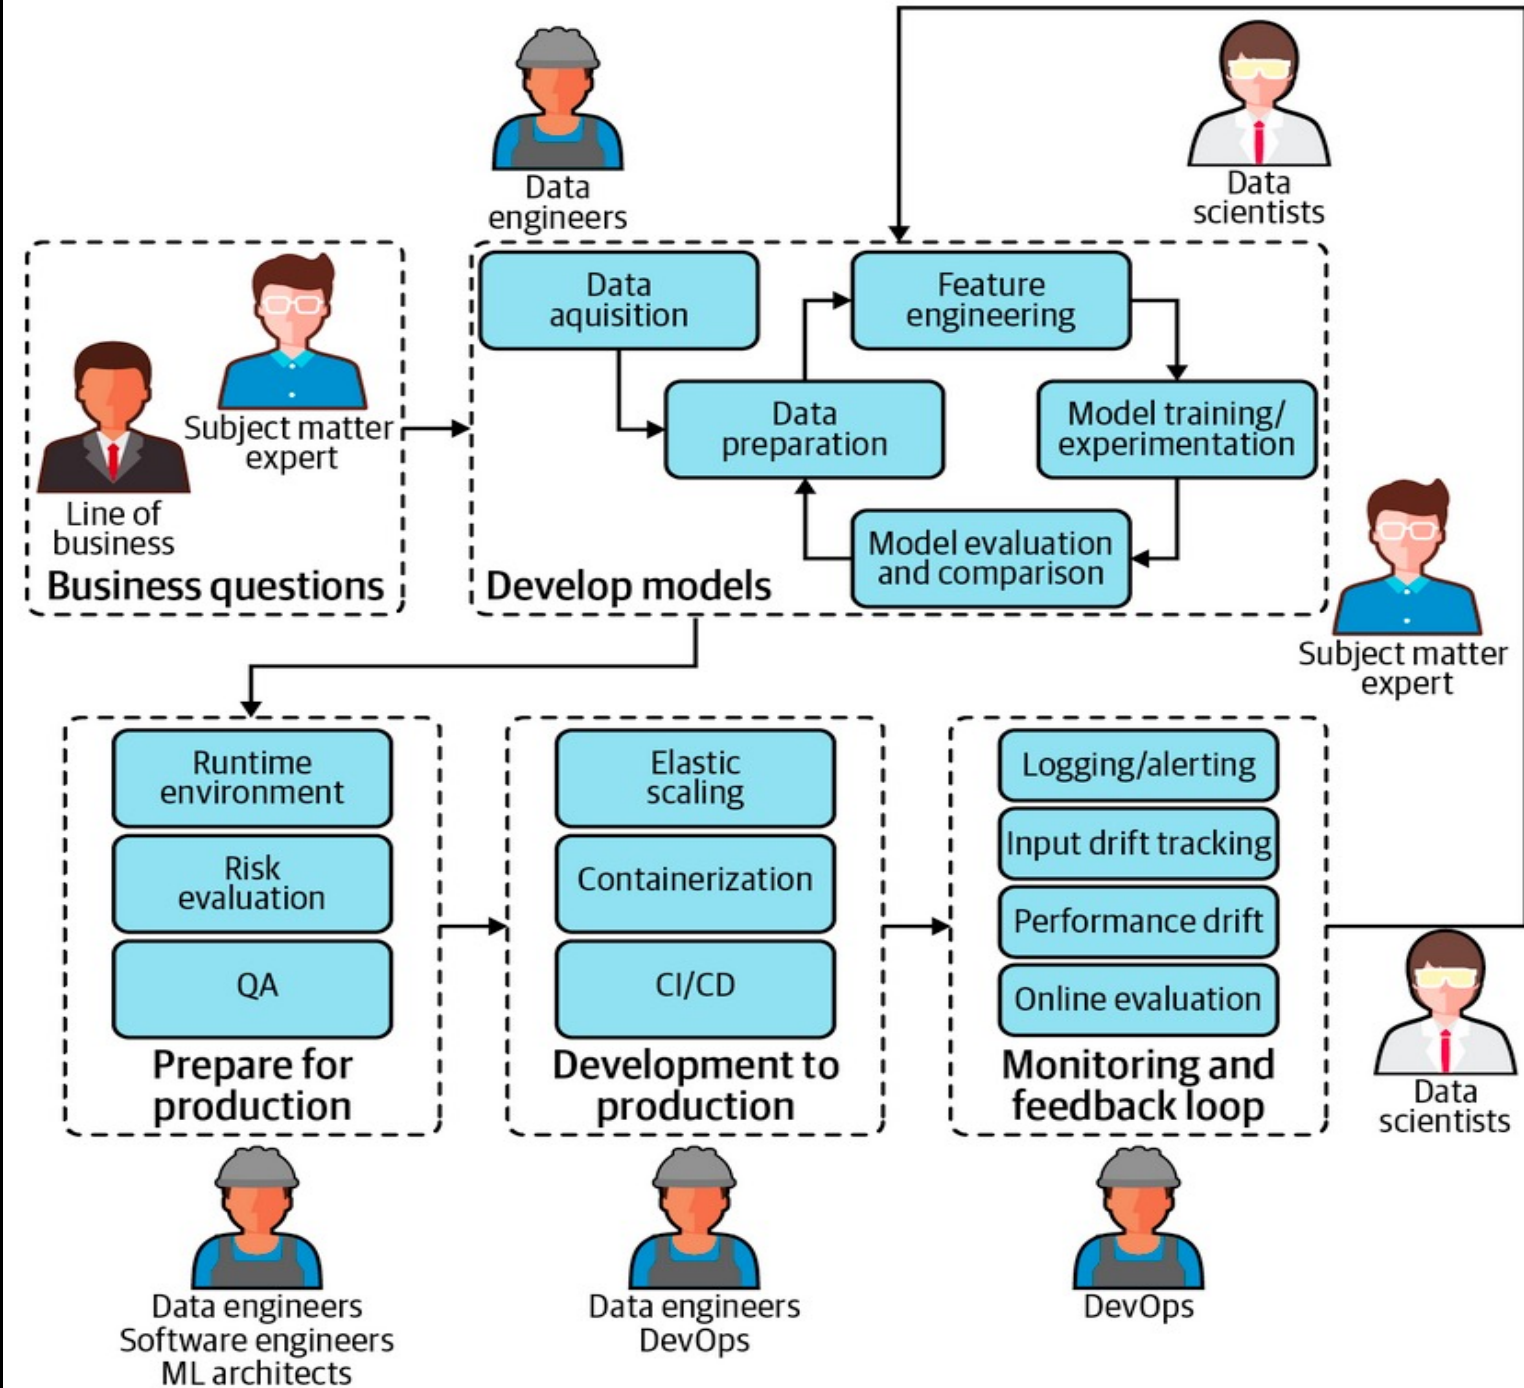 Data
engineers
Data
scientists
Subject matter
expert
Line of
business
Business questions
Data
aquisition
Feature
engineering
Data
preparation
Model training/
experimentation
Model evaluation
and comparison
Develop models
Subject matter
expert
Runtime
environment
Risk
evaluation
QA
Prepare for
production
Elastic
scaling
Containerization
CI/CD
Development to
production
Logging/alerting
Input drift tracking
Performance drift
Online evaluation
Monitoring and
feedback loop
Data
scientists
Data engineers
Software engineers
ML architects
Data engineers
DevOps
DevOps